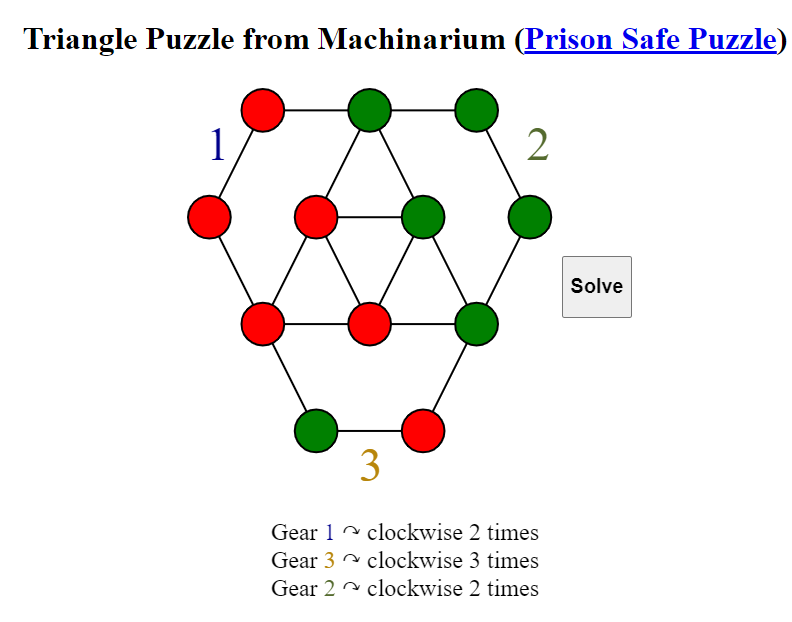 Triangle Puzzle from Machinarium (Prison Safe Puzzle)
1
2
Solve
3
Gear 1 ↷ clockwise 2 times
Gear 3 ↷ clockwise 3 times
Gear 2 ↷ clockwise 2 times